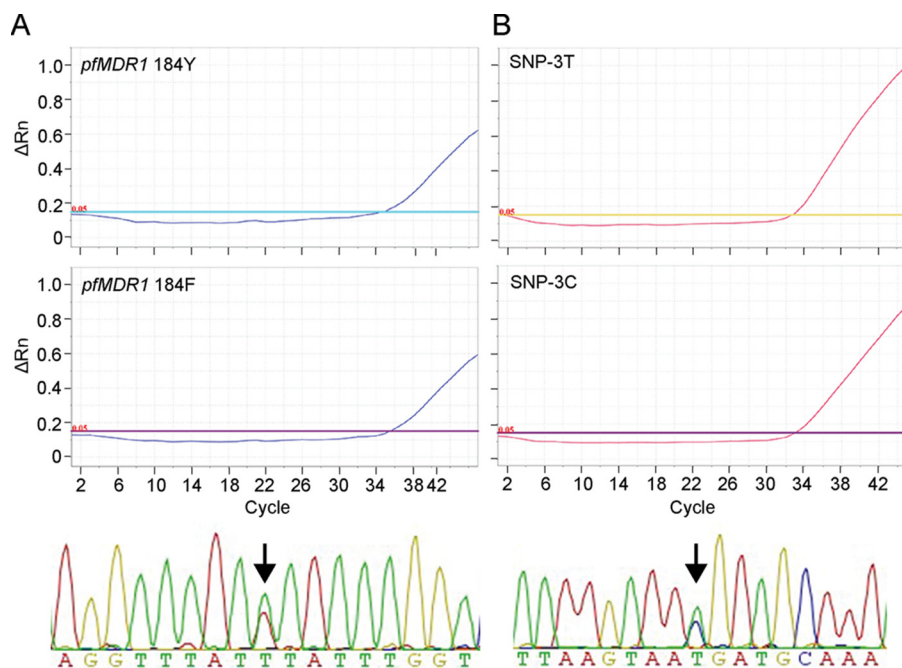 A
pfMDR1 184Y
ΔRn
1.0
0.8
0.6
0.4
0.2
0
0.05
pfMDR1 184F
ΔRn
1.0
0.8
0.6
0.4
0.2
0
0.05
2 6 10 14 18 22 26 30 34 38 42
Cycle
A G G T T T A T T T A T T T G G T
B
SNP-3T
0.05
SNP-3C
0.05
2 6 10 14 18 22 26 30 34 38 42
Cycle
T T A A G T A A T G A T G C A A A